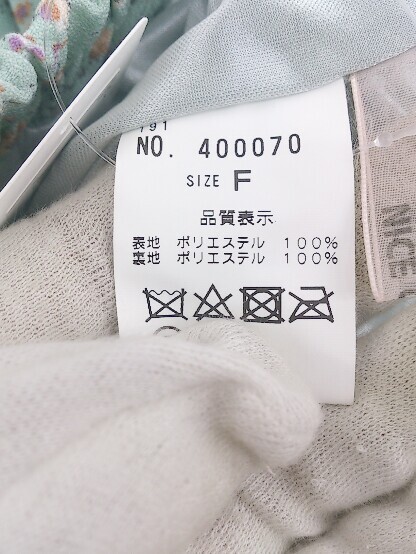 791
NO. 400070
SIZE F
品質表示
表地 ポリエステル 100%
裏地 ポリエステル 100%
NICE